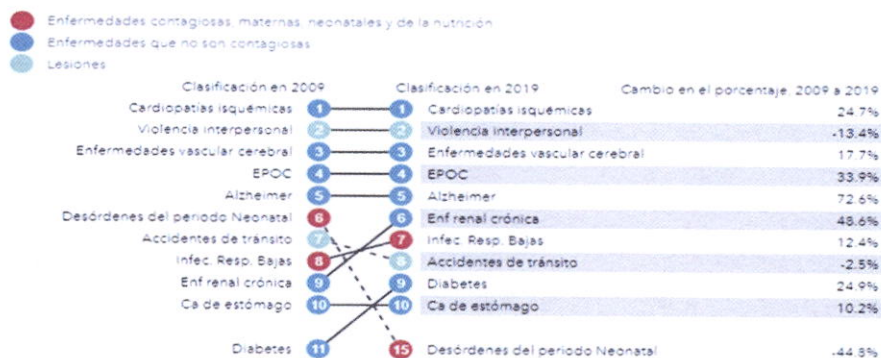 Enfermedades contagiosas, maternas, neonatales y de la nutrición
Enfermedades que no son contagiosas
Lesiones
Clasificación en 2009 Clasificación en 2019 Cambio en el porcentaje, 2009 a 2019
Cardiopatías isquémicas 1 1 Cardiopatías isquémicas 24.7%
Violencia interpersonal 2 2 Violencia interpersonal -13.4%
Enfermedades vascular cerebral 3 3 Enfermedades vascular cerebral 17.7%
EPOC 4 4 EPOC 33.9%
Alzheimer 5 5 Alzheimer 72.6%
Desórdenes del periodo Neonatal 6 6 Enf renal crónica 48.6%
Accidentes de tránsito 7 7 Infec. Resp. Bajas 12.4%
Infec. Resp. Bajas 8 8 Accidentes de tránsito -2.5%
Enf renal crónica 9 9 Diabetes 24.9%
Ca de estómago 10 10 Ca de estómago 10.2%
Diabetes 11 15 Desórdenes del periodo Neonatal -44.8%